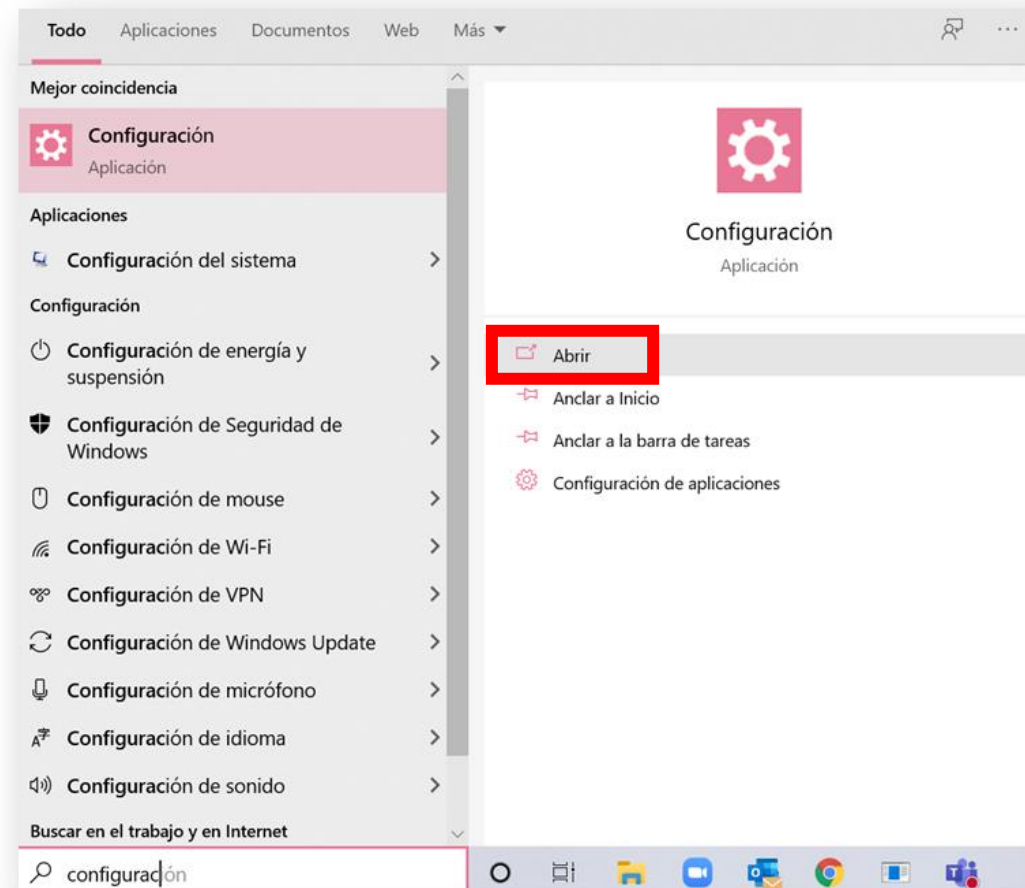 Todo Aplicaciones Documentos Web Más
Mejor coincidencia
Configuración
Aplicación
Aplicaciones
Configuración del sistema
Configuración
Configuración de energía y
suspensión
Configuración de Seguridad de
Windows
Configuración de mouse
Configuración de Wi-Fi
Configuración de VPN
Configuración de Windows Update
Configuración de micrófono
Configuración de idioma
Configuración de sonido
Buscar en el trabajo y en Internet
configuración
Configuración
Aplicación
Abrir
Anclar a Inicio
Anclar a la barra de tareas
Configuración de aplicaciones